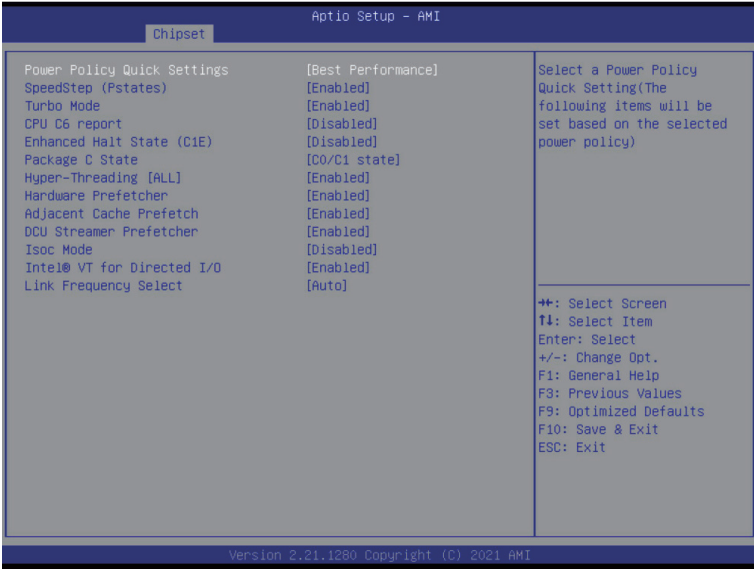 Aptio Setup – AMI
Chipset
Power Policy Quick Settings [Best Performance]
SpeedStep (Pstates) [Enabled]
Turbo Mode [Enabled]
CPU C6 report [Disabled]
Enhanced Halt State (C1E) [Disabled]
Package C State [C0/C1 state]
Hyper-Threading [ALL] [Enabled]
Hardware Prefetcher [Enabled]
Adjacent Cache Prefetch [Enabled]
DCU Streamer Prefetcher [Enabled]
Isoc Mode [Disabled]
Intel® VT for Directed I/O [Enabled]
Link Frequency Select [Auto]
Select a Power Policy
Quick Setting(The
following items will be
set based on the selected
power policy)
→←: Select Screen
↑↓: Select Item
Enter: Select
+/-: Change Opt.
F1: General Help
F3: Previous Values
F9: Optimized Defaults
F10: Save & Exit
ESC: Exit
Version 2.21.1280 Copyright (C) 2021 AMI